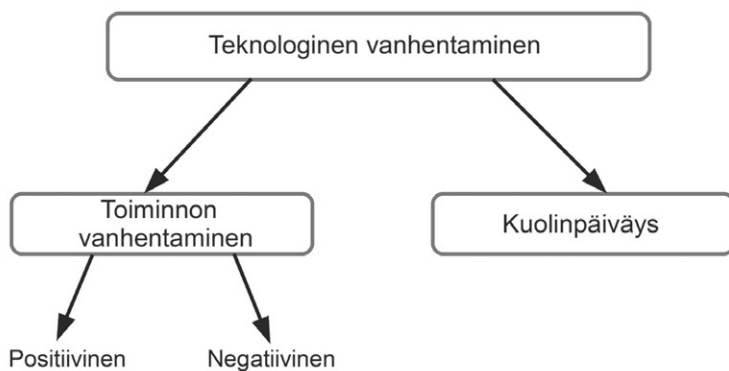 Teknologinen vanhentaminen
Toiminnon
vanhentaminen
Kuolinpäiväys
Positiivinen
Negatiivinen